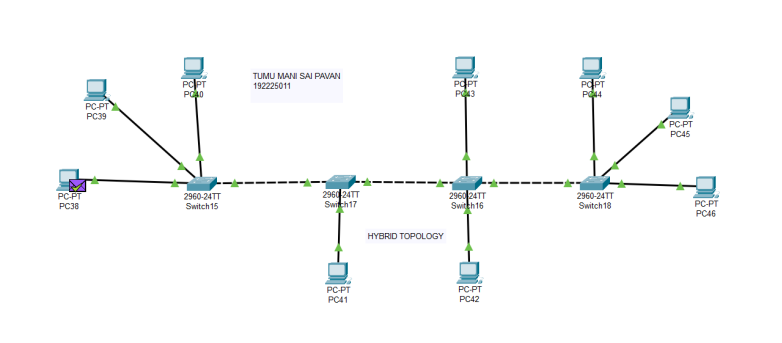 PC-PT
PC40
TUMU MANI SAI PAVAN
192225011
PC-PT
PC43
PC-PT
PC44
PC-PT
PC39
PC-PT
PC45
PC-PT
PC38
2960-24TT
Switch15
2960-24TT
Switch17
2960-24TT
Switch16
2960-24TT
Switch18
PC-PT
PC46
HYBRID TOPOLOGY
PC-PT
PC41
PC-PT
PC42